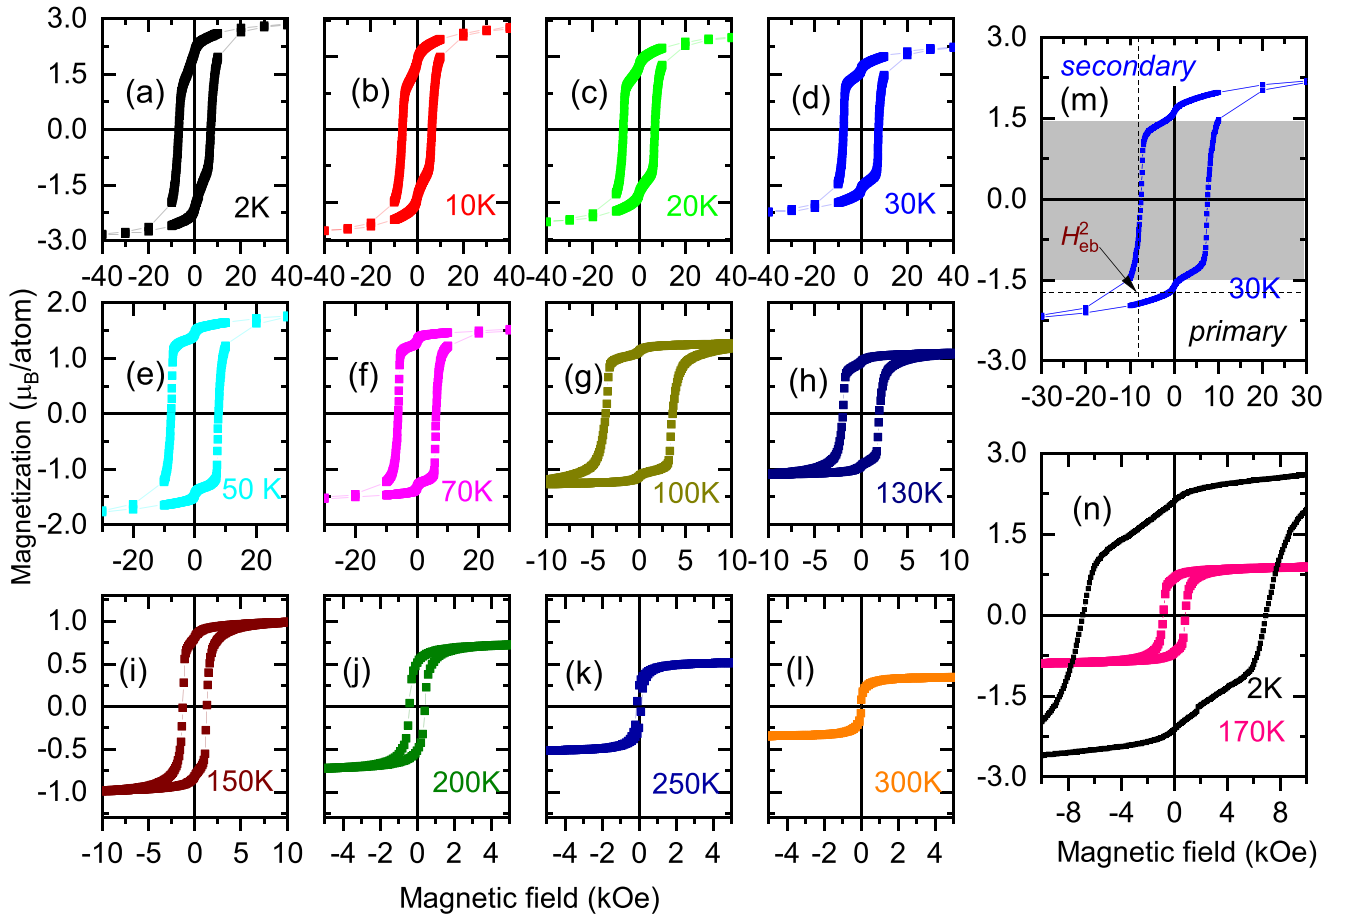 3.0
1.5
0.0
-1.5
-3.0
(a)
2K
-40 -20 0 20 40
(b)
10K
-40 -20 0 20 40
(c)
20K
-40 -20 0 20 40
(d)
30K
-40 -20 0 20 40
3.0
1.5
0.0
-1.5
-3.0
secondary
(m)
H²eb
30K
primary
-30 -20 -10 0 10 20 30
Magnetization (μB/atom)
2.0
1.0
0.0
-1.0
-2.0
(e)
50 K
-20 0 20
(f)
70K
-20 0 20
(g)
100K
-10 -5 0 5 10
(h)
130K
-10 -5 0 5 10
3.0
1.5
0.0
-1.5
-3.0
(n)
2K
170K
-8 -4 0 4 8
Magnetic field (kOe)
1.0
0.5
0.0
-0.5
-1.0
(i)
150K
-10 -5 0 5 10
(j)
200K
-4 -2 0 2 4
(k)
250K
-4 -2 0 2 4
(l)
300K
-4 -2 0 2 4
Magnetic field (kOe)